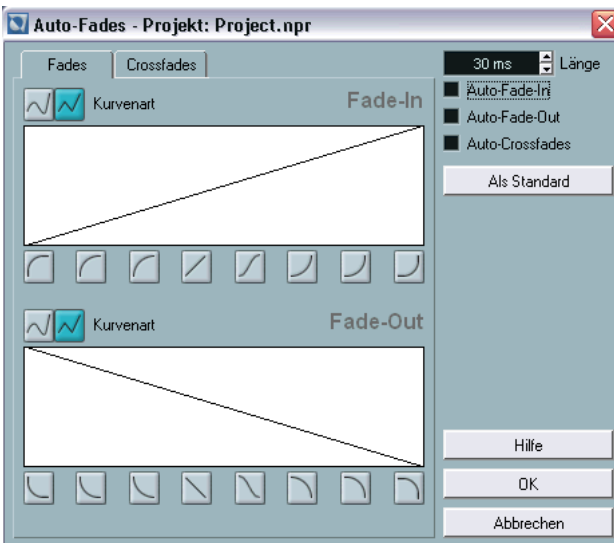 Auto-Fades - Projekt: Project.npr
Fades
Crossfades
30 ms
Länge
Kurvenart
Fade-In
Auto-Fade-In
Auto-Fade-Out
Auto-Crossfades
Als Standard
Kurvenart
Fade-Out
Hilfe
OK
Abbrechen